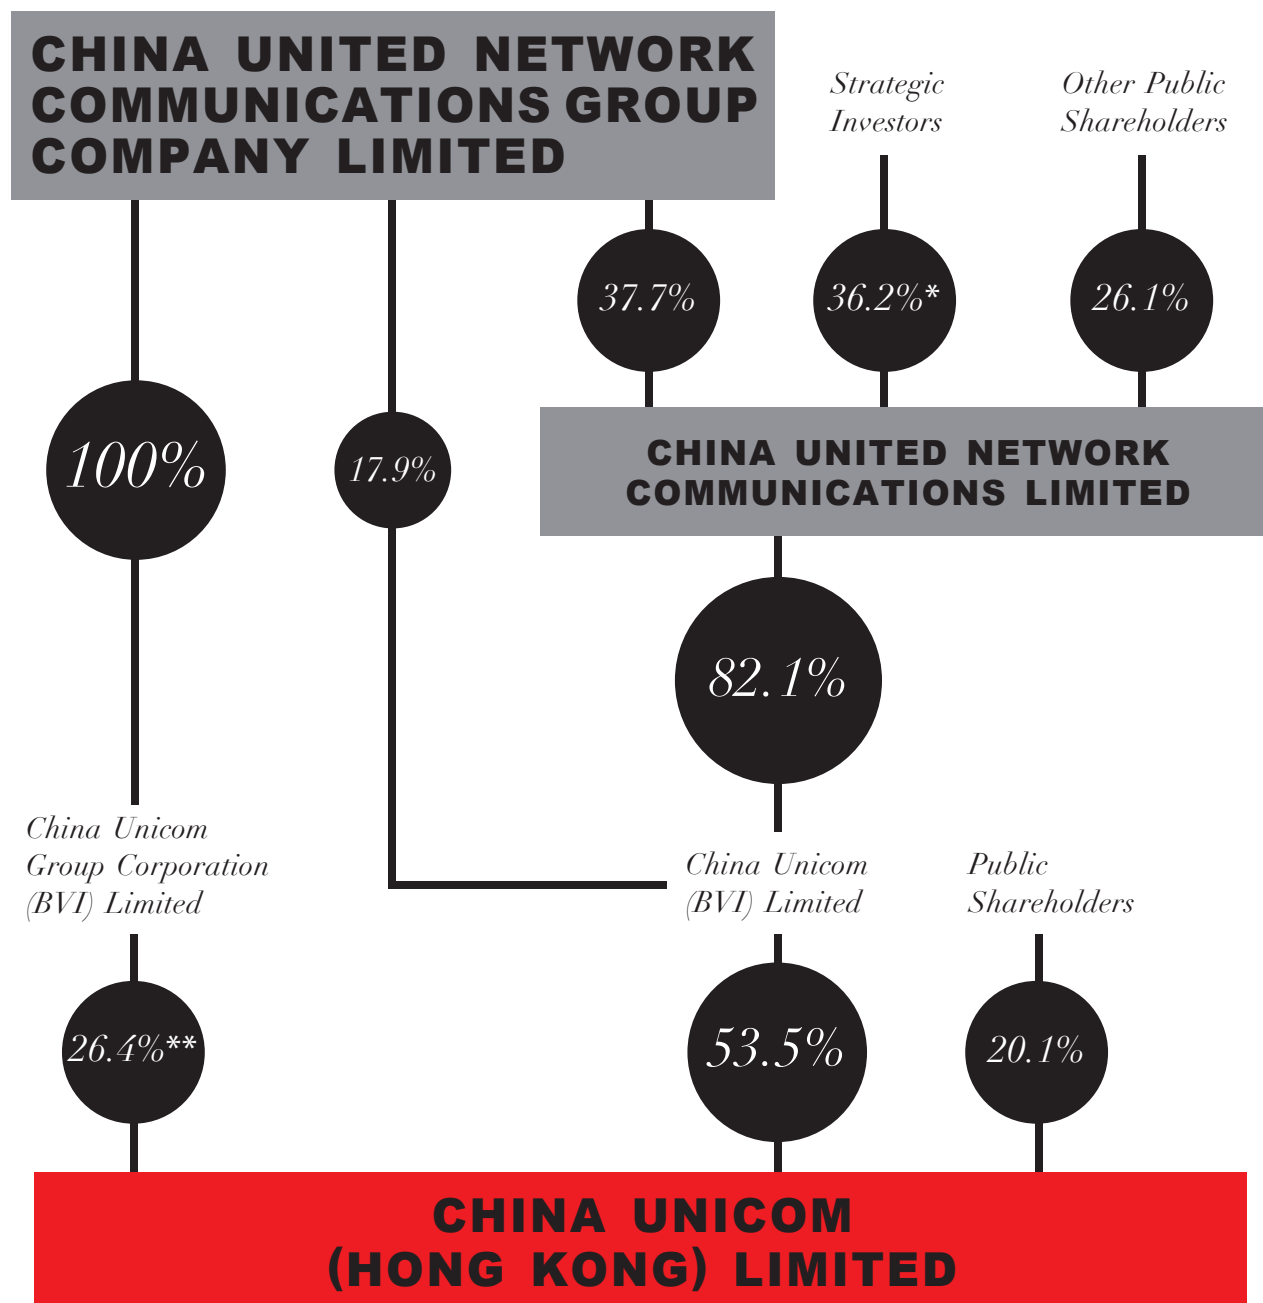 CHINA UNITED NETWORK
COMMUNICATIONS GROUP
COMPANY LIMITED
Strategic
Investors
Other Public
Shareholders
37.7%
36.2%*
26.1%
100%
17.9%
CHINA UNITED NETWORK
COMMUNICATIONS LIMITED
82.1%
China Unicom
Group Corporation
(BVI) Limited
China Unicom
(BVI) Limited
Public
Shareholders
26.4%**
53.5%
20.1%
CHINA UNICOM
(HONG KONG) LIMITED